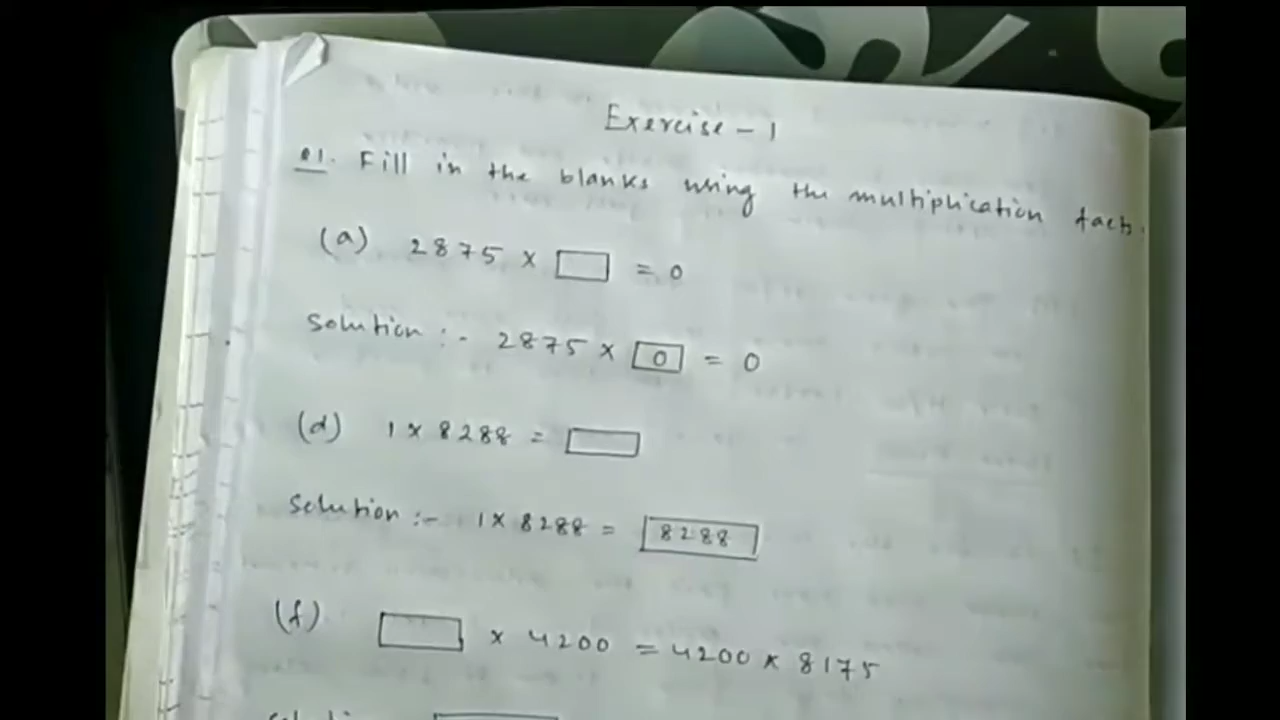 Exercise - 1
Q1. Fill in the blanks using the multiplication facts.
(a) 2875 × □ = 0
Solution :- 2875 × 0 = 0
(d) 1 × 8288 = □
Solution :- 1 × 8288 = 8288
(f) □ × 4200 = 4200 × 8175